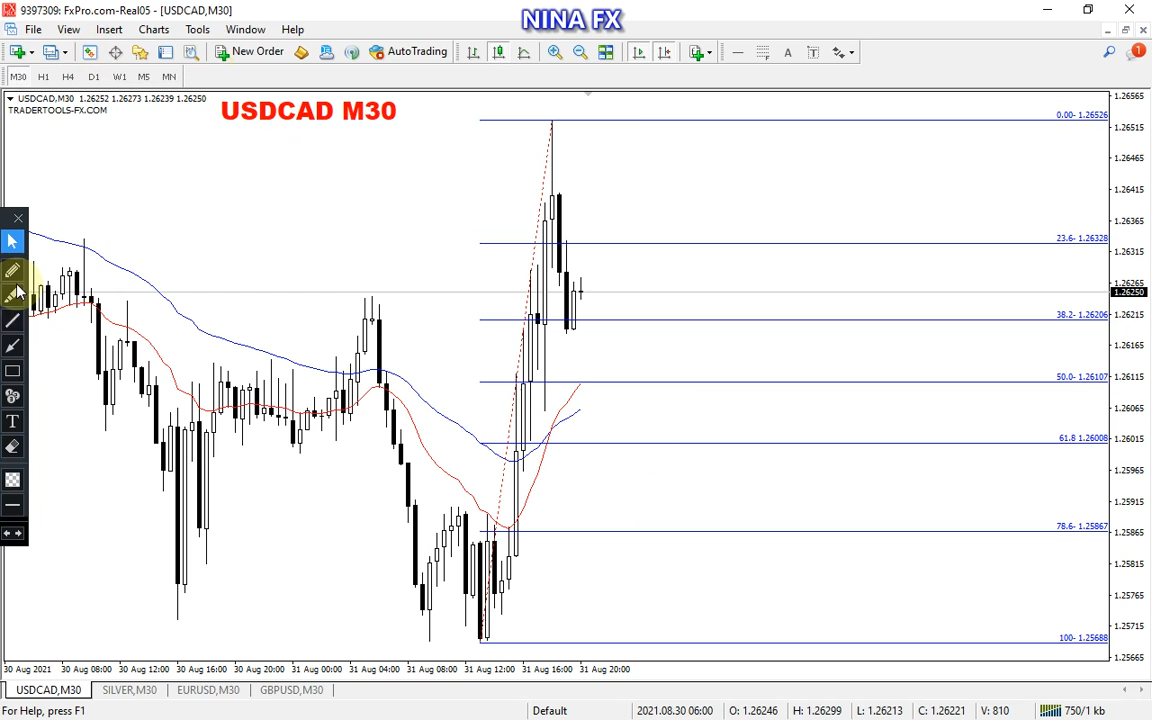 9397309: FxPro.com-Real05 - [USDCAD,M30]
NINA FX
File View Insert Charts Tools Window Help
New Order AutoTrading A T 1
M30 H1 H4 D1 W1 M5 MN
USDCAD,M30 1.26252 1.26273 1.26239 1.26250
TRADERTOOLS-FX.COM
USDCAD M30
0.00- 1.26526
23.6- 1.26328
38.2- 1.26206
50.0- 1.26107
61.8 1.26008
78.6- 1.25867
100- 1.25688
1.26565
1.26515
1.26465
1.26415
1.26365
1.26315
1.26265
1.26250
1.26215
1.26165
1.26115
1.26065
1.26015
1.25965
1.25915
1.25865
1.25815
1.25765
1.25715
1.25665
T
30 Aug 2021 30 Aug 08:00 30 Aug 12:00 30 Aug 16:00 30 Aug 20:00 31 Aug 00:00 31 Aug 04:00 31 Aug 08:00 31 Aug 12:00 31 Aug 16:00 31 Aug 20:00
USDCAD,M30 SILVER,M30 EURUSD,M30 GBPUSD,M30
For Help, press F1 Default 2021.08.30 06:00 O: 1.26246 H: 1.26299 L: 1.26213 C: 1.26221 V: 810 750/1 kb